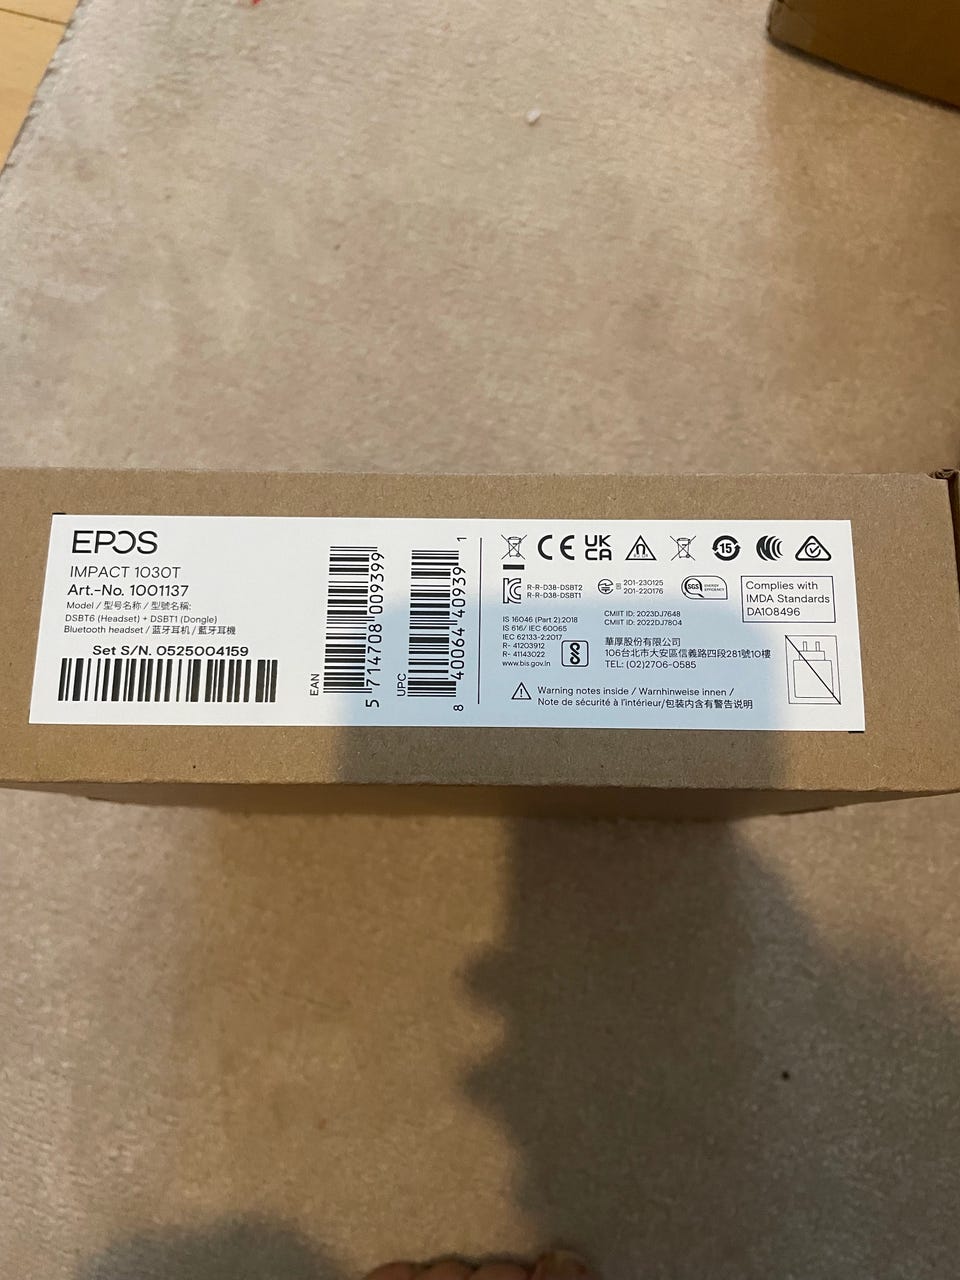 EPOS
IMPACT 1030T
Art.-No. 1001137
Model / 型号名称 / 型號名稱:
DSBT6 (Headset) + DSBT1 (Dongle)
Bluetooth headset / 蓝牙耳机 / 藍牙耳機
Set S/N. 0525004159
EAN
5 714708 009399
UPC
8 40064 40939 1
CE
UK
CA
15
R-R-D38-DSBT2
R-R-D38-DSBT1
201-230125
201-220176
SGS
Complies with
IMDA Standards
DA108496
IS 16046 (Part 2):2018
IS 616/ IEC 60065
IEC 62133-2:2017
R- 41203912
R- 41143022
www.bis.gov.in
CMIIT ID: 2023DJ7648
CMIIT ID: 2022DJ7804
華厚股份有限公司
106台北市大安區信義路四段281號10樓
TEL: (02)2706-0585
Warning notes inside / Warnhinweise innen /
Note de sécurité à l'intérieur/包装内含有警告说明